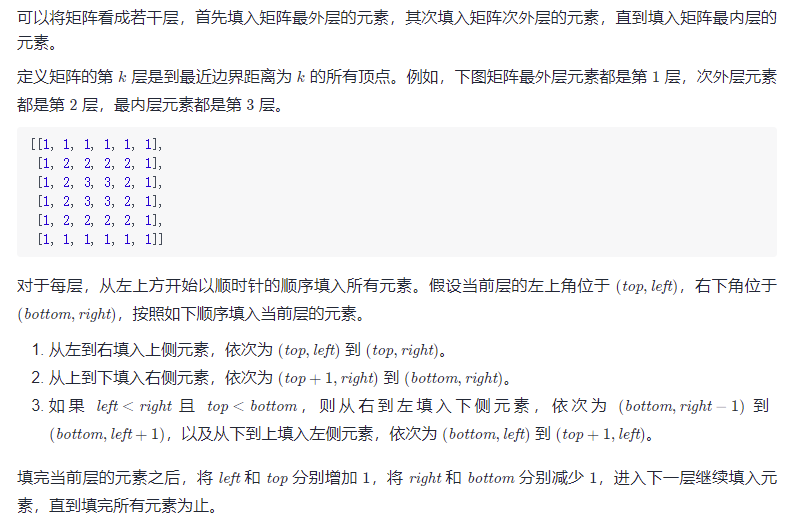 可以将矩阵看成若干层，首先填入矩阵最外层的元素，其次填入矩阵次外层的元素，直到填入矩阵最内层的
元素。
定义矩阵的第 k 层是到最近边界距离为 k 的所有顶点。例如，下图矩阵最外层元素都是第 1 层，次外层元素
都是第 2 层，最内层元素都是第 3 层。
[[1, 1, 1, 1, 1, 1],
[1, 2, 2, 2, 2, 1],
[1, 2, 3, 3, 2, 1],
[1, 2, 3, 3, 2, 1],
[1, 2, 2, 2, 2, 1],
[1, 1, 1, 1, 1, 1]]
对于每层，从左上方开始以顺时针的顺序填入所有元素。假设当前层的左上角位于 (top, left)，右下角位于
(bottom, right)，按照如下顺序填入当前层的元素。
1. 从左到右填入上侧元素，依次为 (top, left) 到 (top, right)。
2. 从上到下填入右侧元素，依次为 (top + 1, right) 到 (bottom, right)。
3. 如果 left < right 且 top < bottom，则从右到左填入下侧元素，依次为 (bottom, right − 1) 到
(bottom, left + 1)，以及从下到上填入左侧元素，依次为 (bottom, left) 到 (top + 1, left)。
填完当前层的元素之后，将 left 和 top 分别增加 1，将 right 和 bottom 分别减少 1，进入下一层继续填入元
素，直到填完所有元素为止。